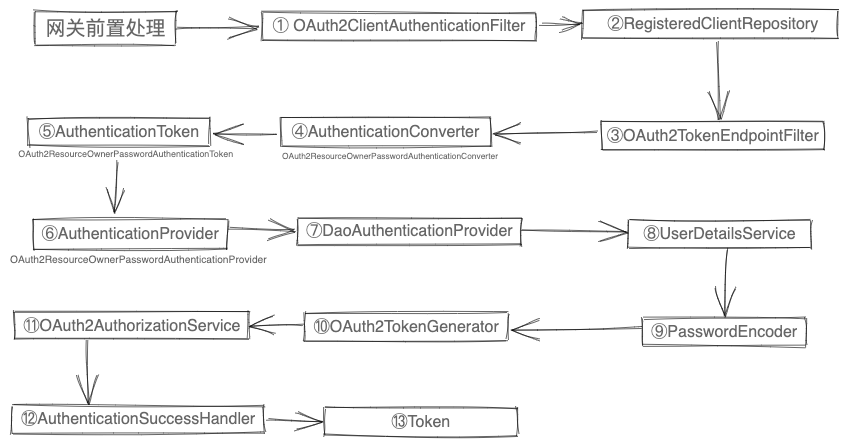 网关前置处理
① OAuth2ClientAuthenticationFilter
②RegisteredClientRepository
⑤AuthenticationToken
④AuthenticationConverter
③OAuth2TokenEndpointFilter
OAuth2ResourceOwnerPasswordAuthenticationToken
OAuth2ResourceOwnerPasswordAuthenticationConverter
⑥AuthenticationProvider
⑦DaoAuthenticationProvider
⑧UserDetailsService
OAuth2ResourceOwnerPasswordAuthenticationProvider
⑪OAuth2AuthorizationService
⑩OAuth2TokenGenerator
⑨PasswordEncoder
⑫AuthenticationSuccessHandler
⑬Token